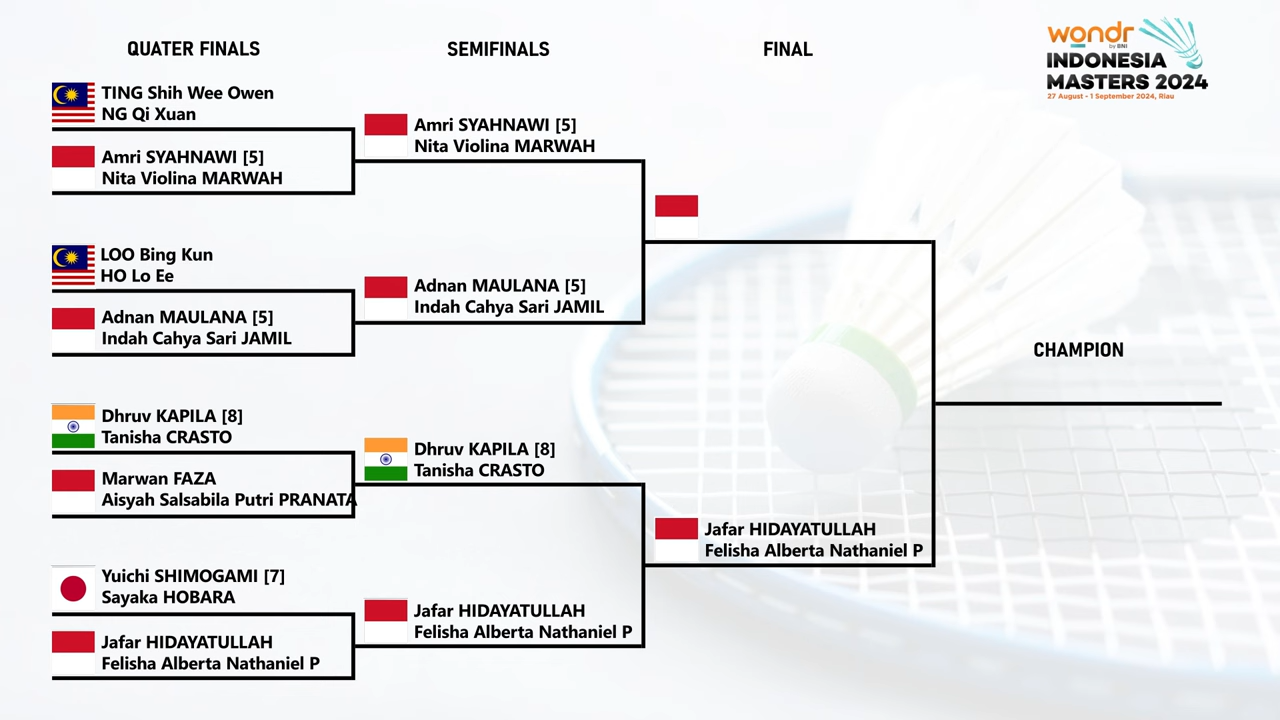 QUATER FINALS
SEMIFINALS
FINAL
wondr
by BNI
INDONESIA
MASTERS 2024
27 August - 1 September 2024, Riau
TING Shih Wee Owen
NG Qi Xuan
Amri SYAHNAWI [5]
Nita Violina MARWAH
LOO Bing Kun
HO Lo Ee
Adnan MAULANA [5]
Indah Cahya Sari JAMIL
Dhruv KAPILA [8]
Tanisha CRASTO
Marwan FAZA
Aisyah Salsabila Putri PRANATA
Yuichi SHIMOGAMI [7]
Sayaka HOBARA
Jafar HIDAYATULLAH
Felisha Alberta Nathaniel P
Amri SYAHNAWI [5]
Nita Violina MARWAH
Adnan MAULANA [5]
Indah Cahya Sari JAMIL
Dhruv KAPILA [8]
Tanisha CRASTO
Jafar HIDAYATULLAH
Felisha Alberta Nathaniel P
Jafar HIDAYATULLAH
Felisha Alberta Nathaniel P
CHAMPION